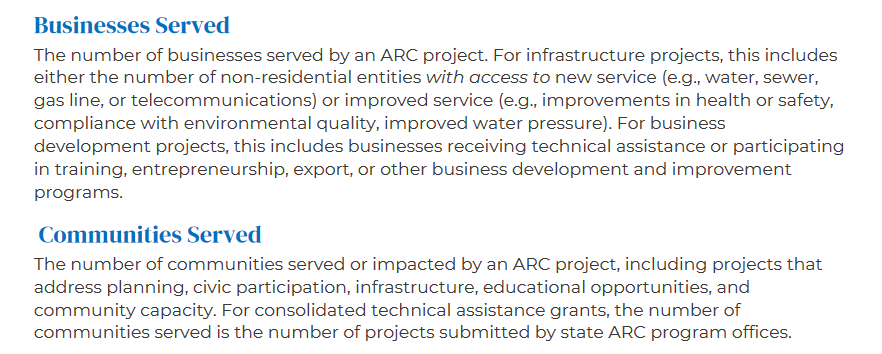 Businesses Served
The number of businesses served by an ARC project. For infrastructure projects, this includes
either the number of non-residential entities with access to new service (e.g., water, sewer,
gas line, or telecommunications) or improved service (e.g., improvements in health or safety,
compliance with environmental quality, improved water pressure). For business
development projects, this includes businesses receiving technical assistance or participating
in training, entrepreneurship, export, or other business development and improvement
programs.
Communities Served
The number of communities served or impacted by an ARC project, including projects that
address planning, civic participation, infrastructure, educational opportunities, and
community capacity. For consolidated technical assistance grants, the number of
communities served is the number of projects submitted by state ARC program offices.